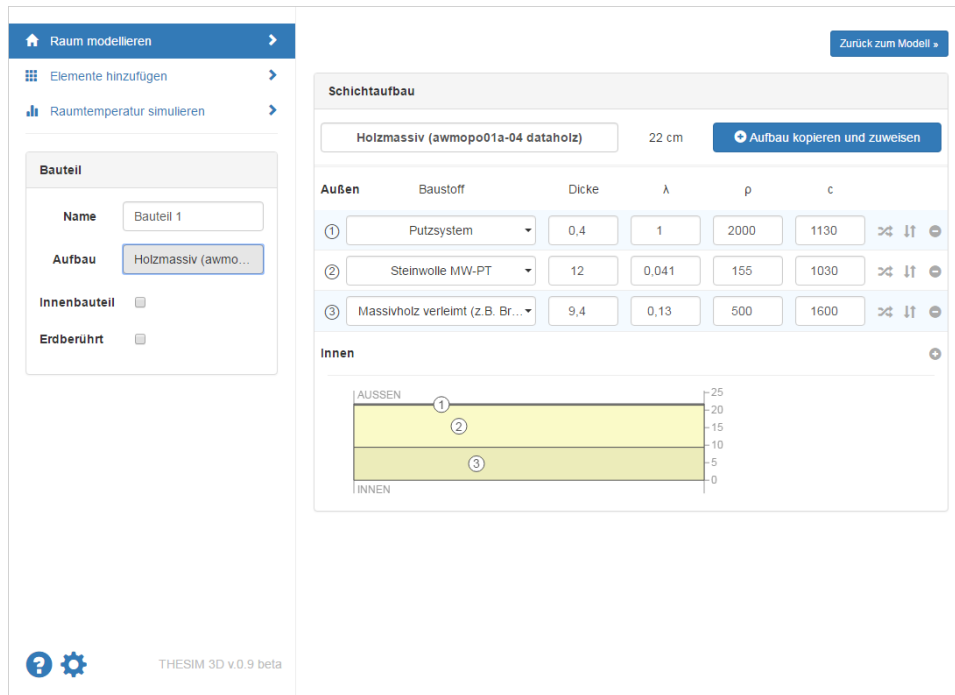 Raum modellieren
Elemente hinzufügen
Raumtemperatur simulieren
Bauteil
Name Bauteil 1
Aufbau Holzmassiv (awmo...
Innenbauteil
Erdberührt
THESIM 3D v.0.9 beta
Zurück zum Modell »
Schichtaufbau
Holzmassiv (awmopo01a-04 dataholz) 22 cm Aufbau kopieren und zuweisen
Außen Baustoff Dicke λ ρ c
1 Putzsystem 0,4 1 2000 1130
2 Steinwolle MW-PT 12 0,041 155 1030
3 Massivholz verleimt (z.B. Br... 9,4 0,13 500 1600
Innen
AUSSEN
25
1
20
2
15
10
3
5
0
INNEN